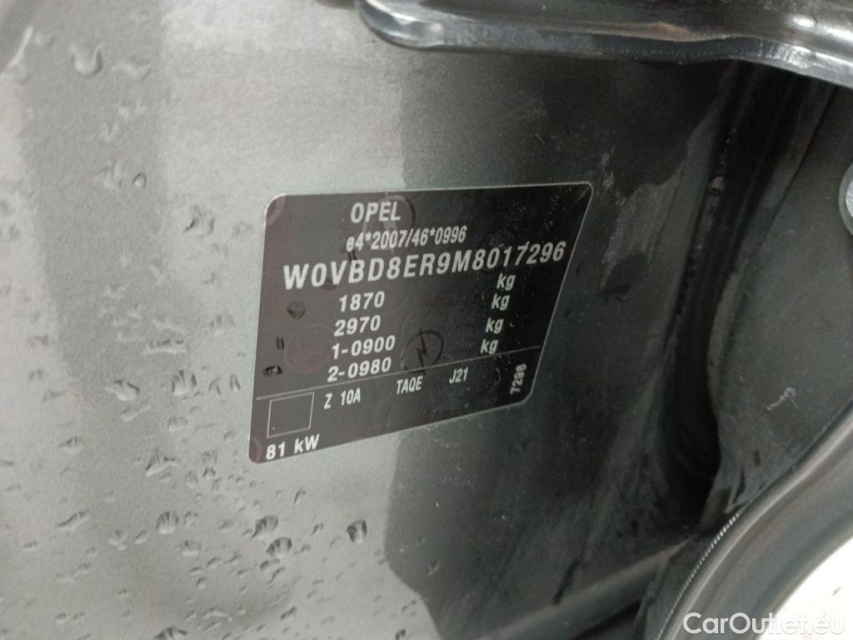 OPEL
e4*2007/46*0996
W0VBD8ER9M8017296
1870 kg
2970 kg
1-0900 kg
2-0980 kg
Z 10A TAQE J21 7296
81 kW
CarOutlet.eu